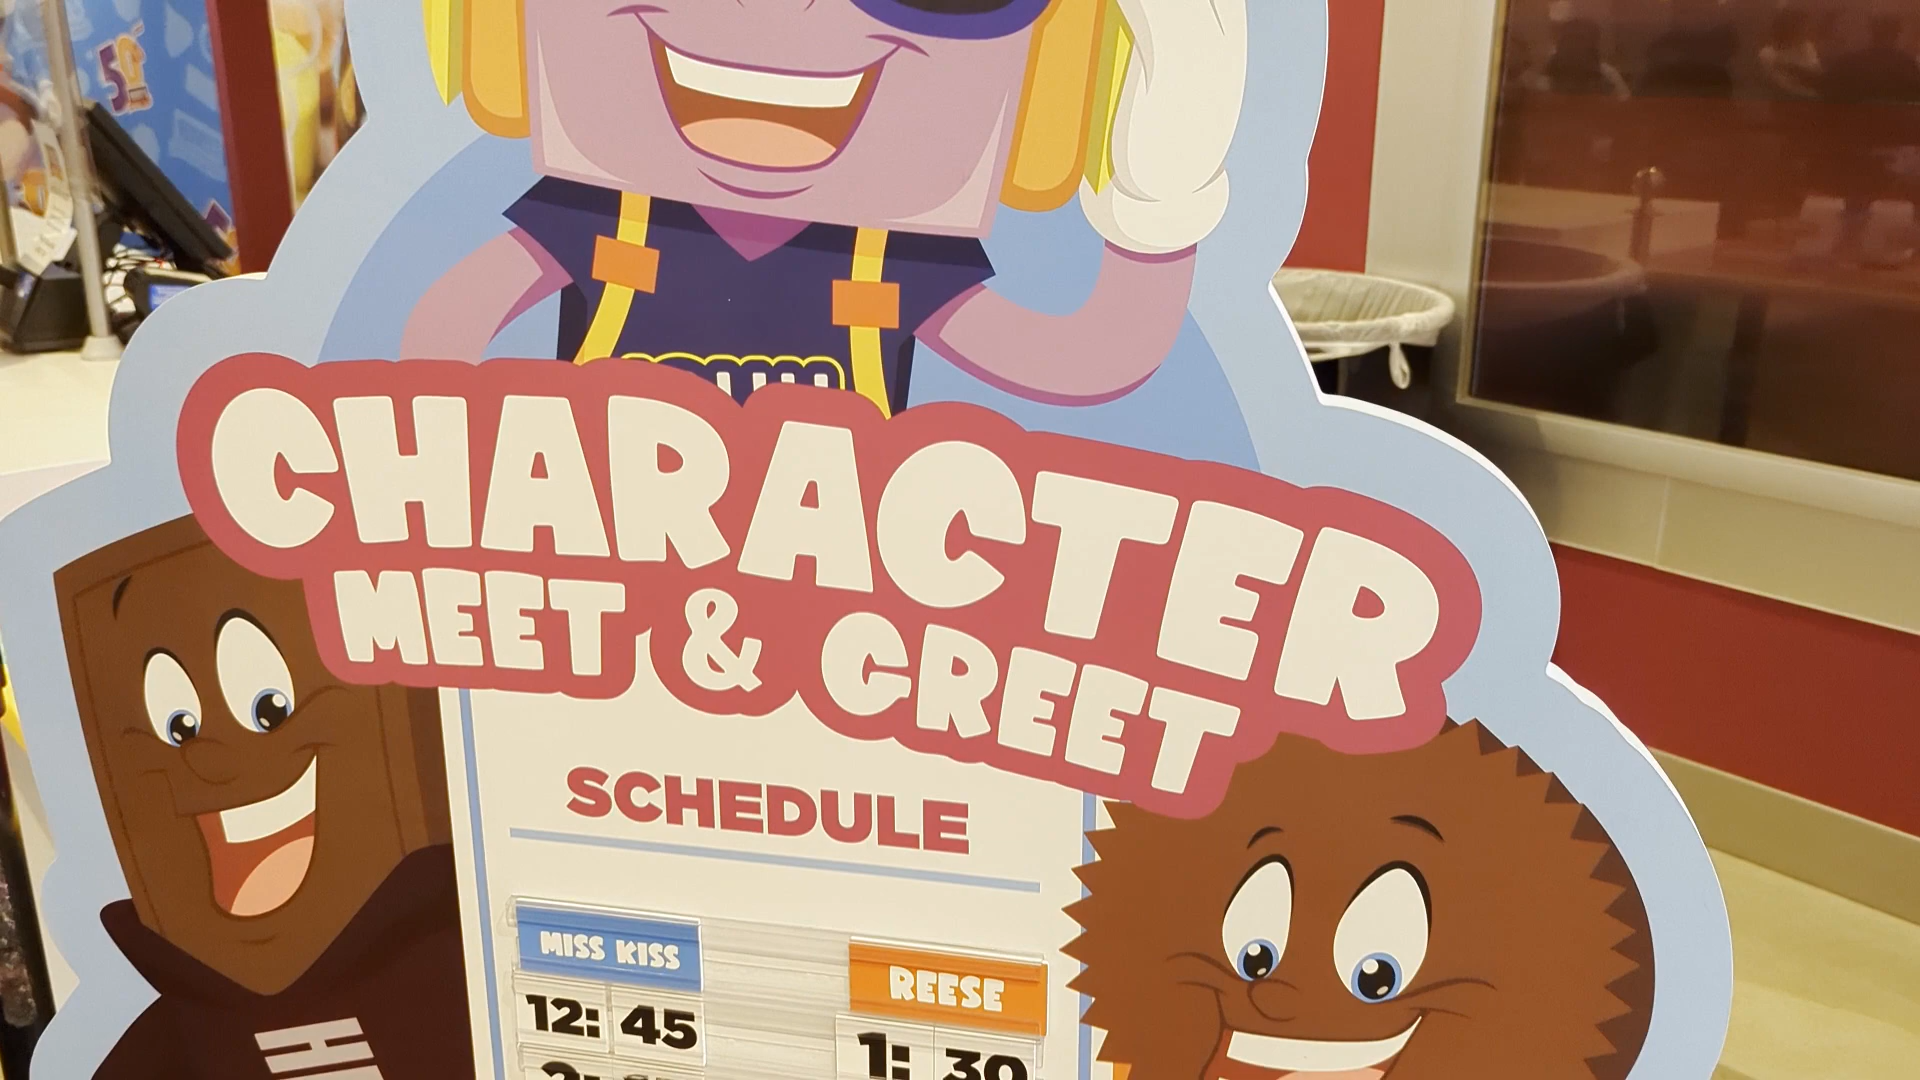 CHARACTER
MEET & GREET
SCHEDULE
MISS KISS
REESE
12:45
1:30